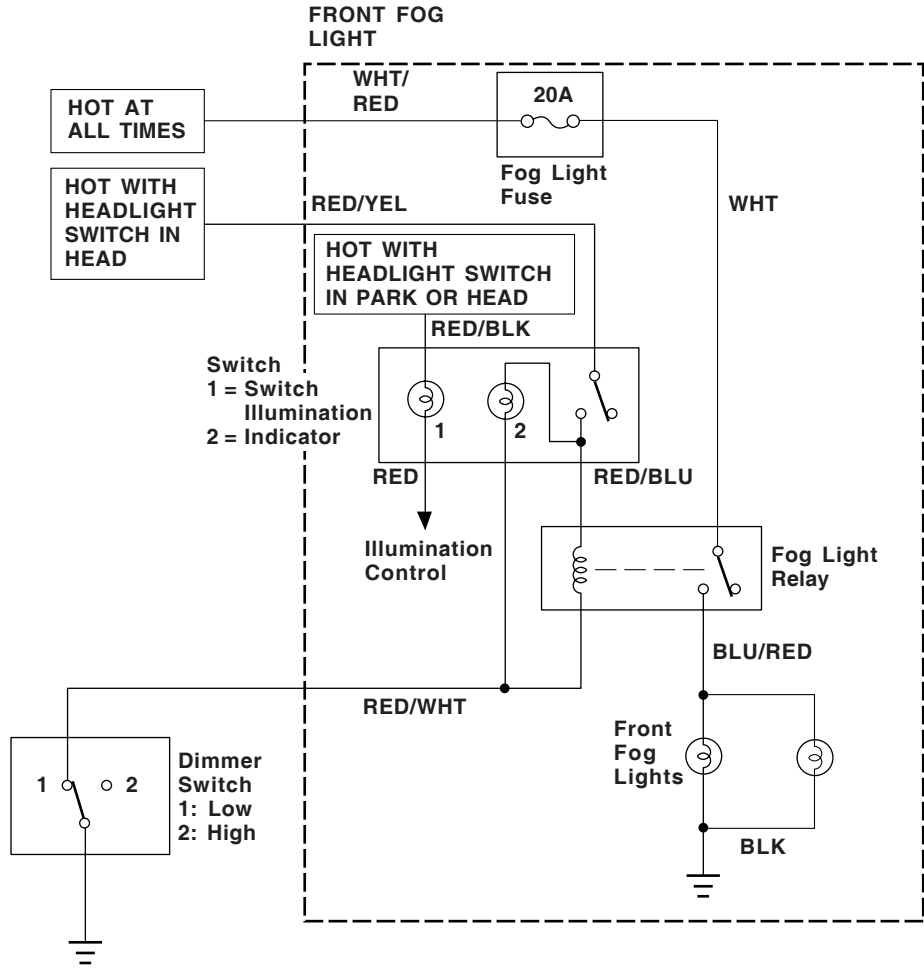 FRONT FOG
LIGHT
WHT/
RED
20A
HOT AT
ALL TIMES
Fog Light
Fuse
HOT WITH
HEADLIGHT
SWITCH IN
HEAD
RED/YEL
WHT
HOT WITH
HEADLIGHT SWITCH
IN PARK OR HEAD
RED/BLK
Switch
1 = Switch
Illumination
2 = Indicator
1
2
RED
RED/BLU
Illumination
Control
Fog Light
Relay
BLU/RED
RED/WHT
Front
Fog
Lights
1
2
Dimmer
Switch
1: Low
2: High
BLK